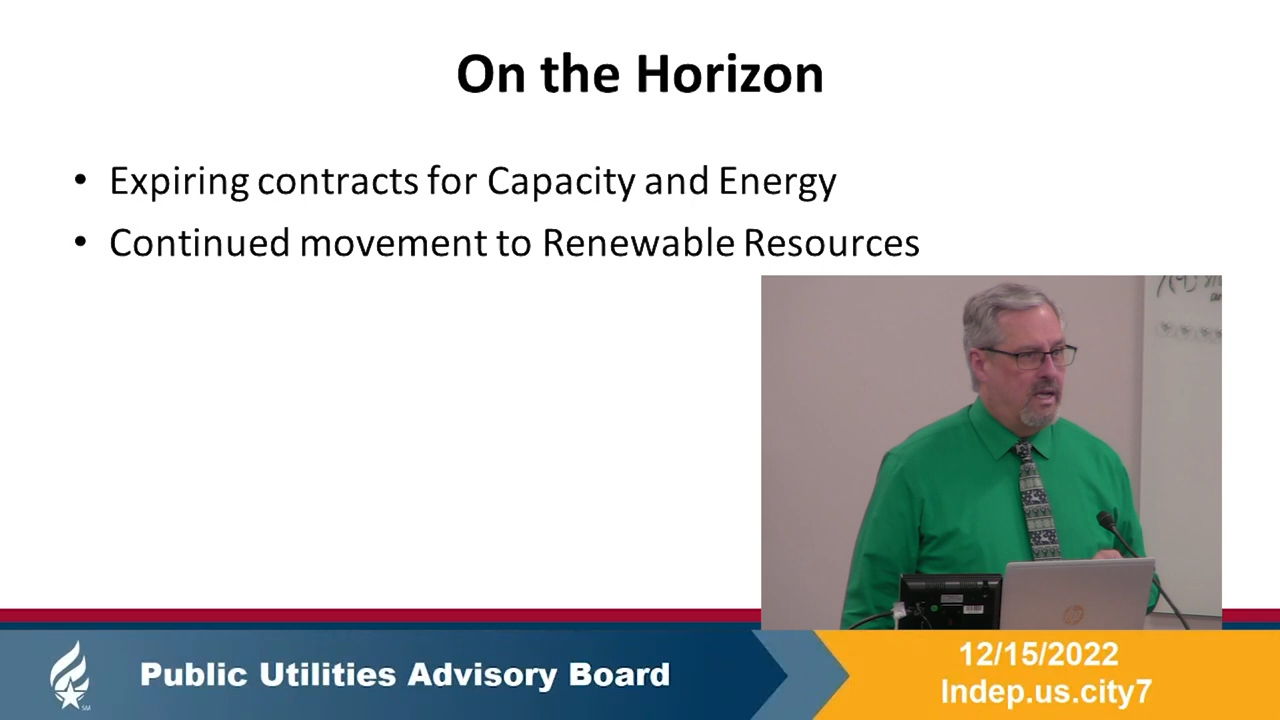 On the Horizon
• Expiring contracts for Capacity and Energy
• Continued movement to Renewable Resources
Public Utilities Advisory Board
SM
12/15/2022
Indep.us.city7